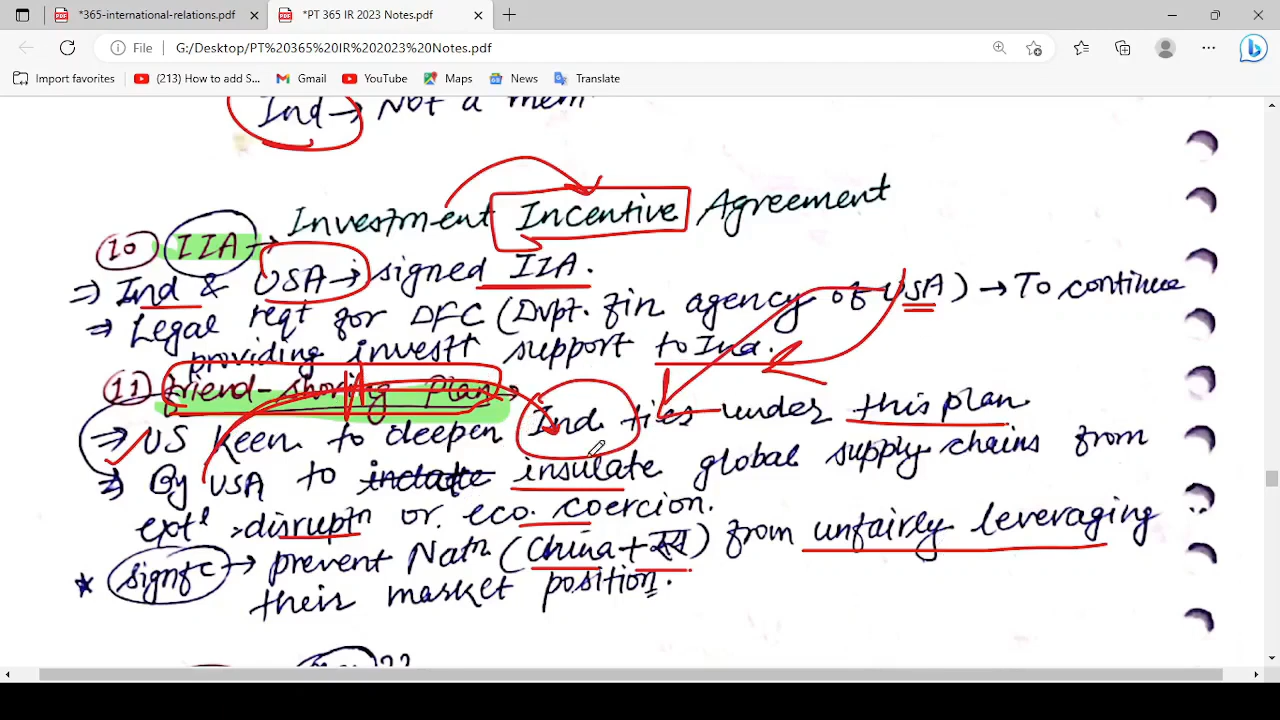 *365-international-relations.pdf
*PT 365 IR 2023 Notes.pdf
File
G:/Desktop/PT%20365%20IR%202023%20Notes.pdf
Import favorites
(213) How to add S...
Gmail
YouTube
Maps
News
Translate
Ind → Not a mem
10 IIA → Investment Incentive Agreement
⇒ Ind & USA → signed IIA.
⇒ Legal reqt for DFC (Dvpt. fin agency of USA) → To continue
providing investt support to Ind.
11 friend-shoring plan →
⇒ US Keen to deepen Ind. ties under this plan
⇒ By USA to insulate global supply chains from
extl disruptn or eco. coercion.
* signfc → prevent Natn (China+) from unfairly leveraging
their market position.